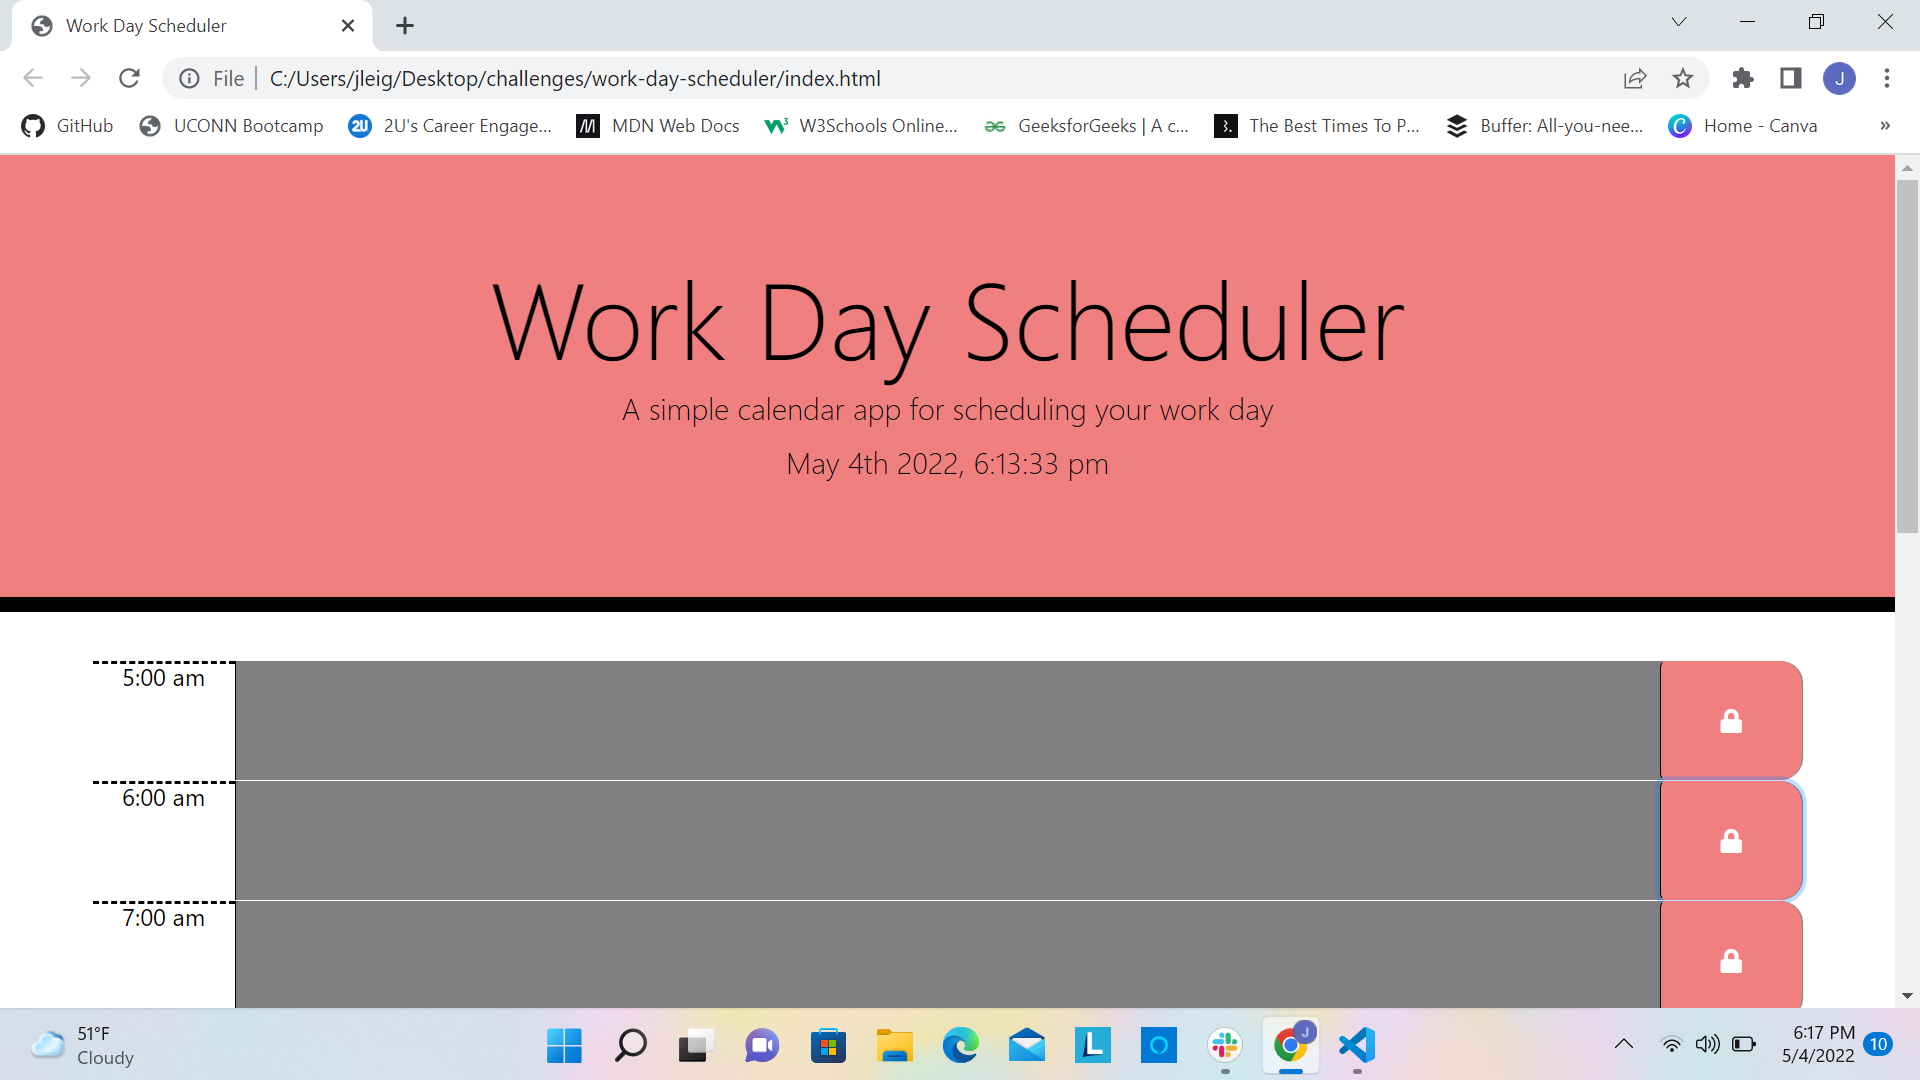 Work Day Scheduler
File
C:/Users/jleig/Desktop/challenges/work-day-scheduler/index.html
J
GitHub
UCONN Bootcamp
2U
2U's Career Engage...
M
MDN Web Docs
W3Schools Online...
GeeksforGeeks | A c...
The Best Times To P...
Buffer: All-you-nee...
Home - Canva
»
Work Day Scheduler
A simple calendar app for scheduling your work day
May 4th 2022, 6:13:33 pm
5:00 am
6:00 am
7:00 am
51°F
Cloudy
L
J
6:17 PM
5/4/2022
10